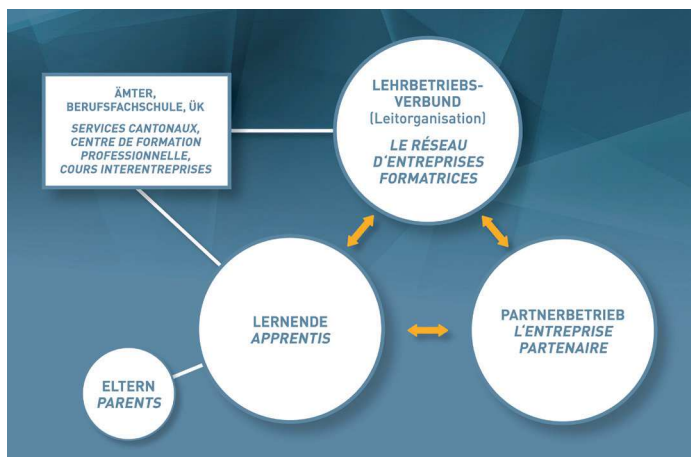 ÄMTER,
BERUFSFACHSCHULE, ÜK
SERVICES CANTONAUX,
CENTRE DE FORMATION
PROFESSIONNELLE,
COURS INTERENTREPRISES
LEHRBETRIEBS-
VERBUND
(Leitorganisation)
LE RÉSEAU
D'ENTREPRISES
FORMATRICES
LERNENDE
APPRENTIS
PARTNERBETRIEB
L'ENTREPRISE
PARTENAIRE
ELTERN
PARENTS